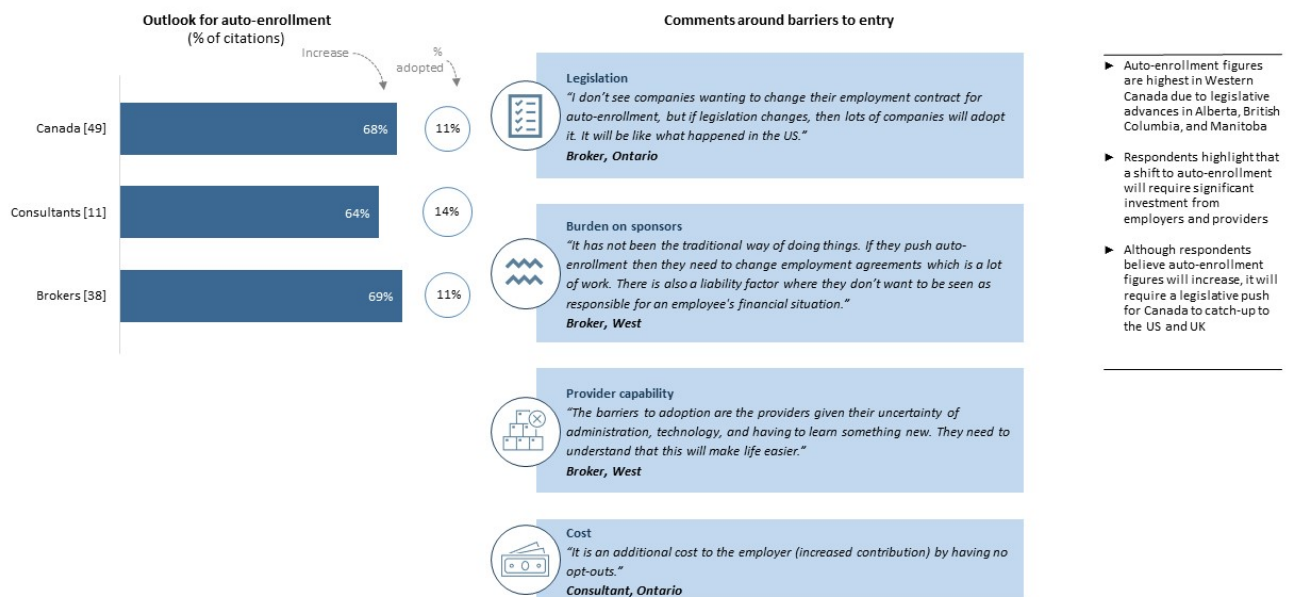 Outlook for auto-enrollment
(% of citations)
Increase
%
adopted
Canada [49]
68%
11%
Consultants [11]
64%
14%
Brokers [38]
69%
11%
Comments around barriers to entry
Legislation
“I don’t see companies wanting to change their employment contract for
auto-enrollment, but if legislation changes, then lots of companies will adopt
it. It will be like what happened in the US.”
Broker, Ontario
Burden on sponsors
“It has not been the traditional way of doing things. If they push auto-
enrollment then they need to change employment agreements which is a lot
of work. There is also a liability factor where they don’t want to be seen as
responsible for an employee's financial situation.”
Broker, West
Provider capability
“The barriers to adoption are the providers given their uncertainty of
administration, technology, and having to learn something new. They need to
understand that this will make life easier.”
Broker, West
Cost
“It is an additional cost to the employer (increased contribution) by having no
opt-outs.”
Consultant, Ontario
► Auto-enrollment figures
are highest in Western
Canada due to legislative
advances in Alberta, British
Columbia, and Manitoba
► Respondents highlight that
a shift to auto-enrollment
will require significant
investment from
employers and providers
► Although respondents
believe auto-enrollment
figures will increase, it will
require a legislative push
for Canada to catch-up to
the US and UK